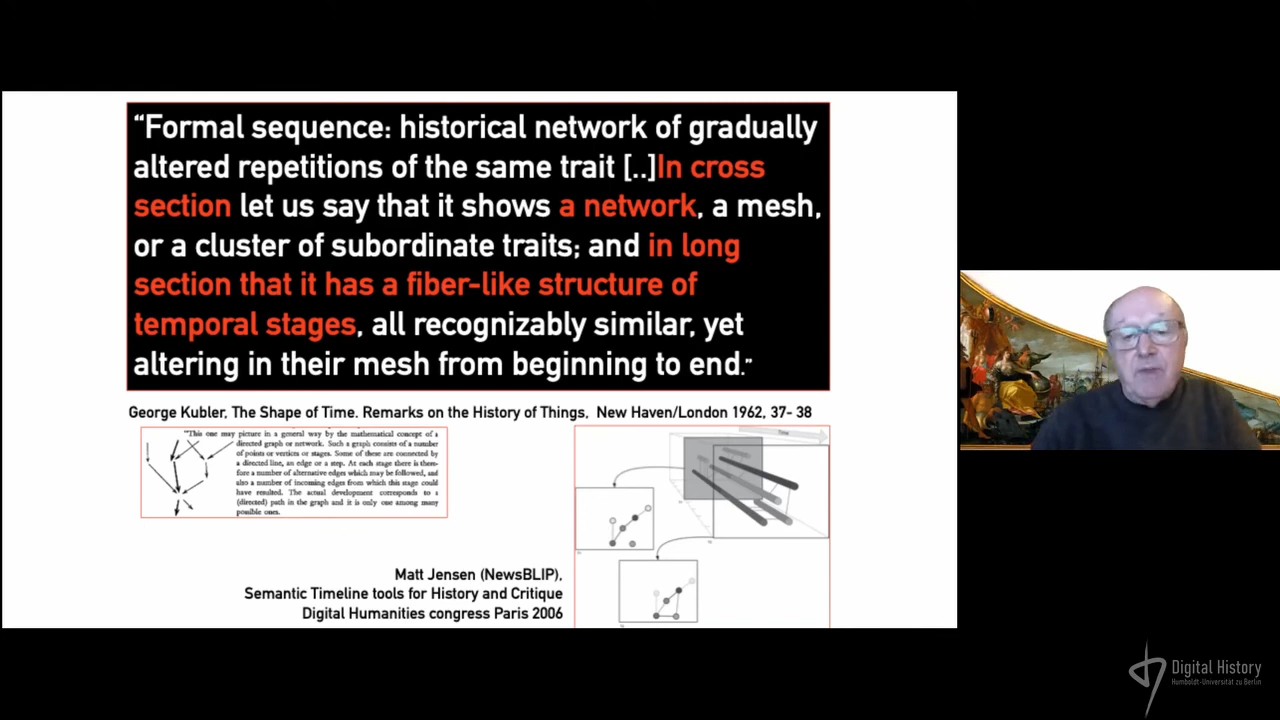 “Formal sequence: historical network of gradually
altered repetitions of the same trait [..]In cross
section let us say that it shows a network, a mesh,
or a cluster of subordinate traits; and in long
section that it has a fiber-like structure of
temporal stages, all recognizably similar, yet
altering in their mesh from beginning to end.”
George Kubler, The Shape of Time. Remarks on the History of Things, New Haven/London 1962, 37- 38
"This one may picture in a general way by the mathematical concept of a
directed graph or network. Such a graph consists of a number
of points or vertices or stages. Some of these are connected by
a directed line, an edge or a step. At each stage there is there-
fore a number of alternative edges which may be followed, and
also a number of incoming edges from which this stage could
have resulted. The actual development corresponds to a
(directed) path in the graph and it is only one among many
possible ones.
Time
Matt Jensen (NewsBLIP),
Semantic Timeline tools for History and Critique
Digital Humanities congress Paris 2006
Digital History
Humboldt-Universität zu Berlin